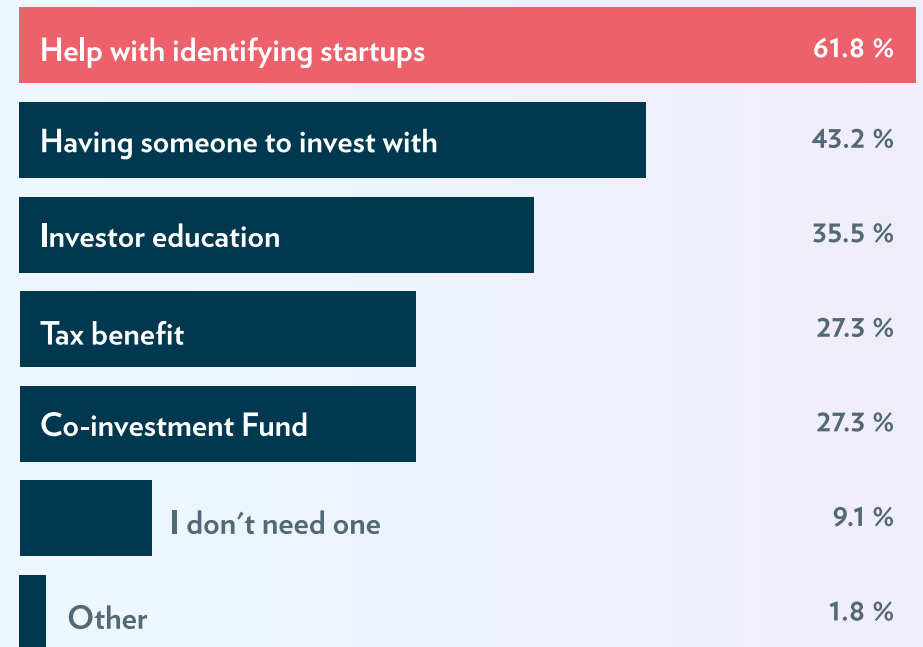 Help with identifying startups 61.8 %
Having someone to invest with 43.2 %
Investor education 35.5 %
Tax benefit 27.3 %
Co-investment Fund 27.3 %
I don't need one 9.1 %
Other 1.8 %